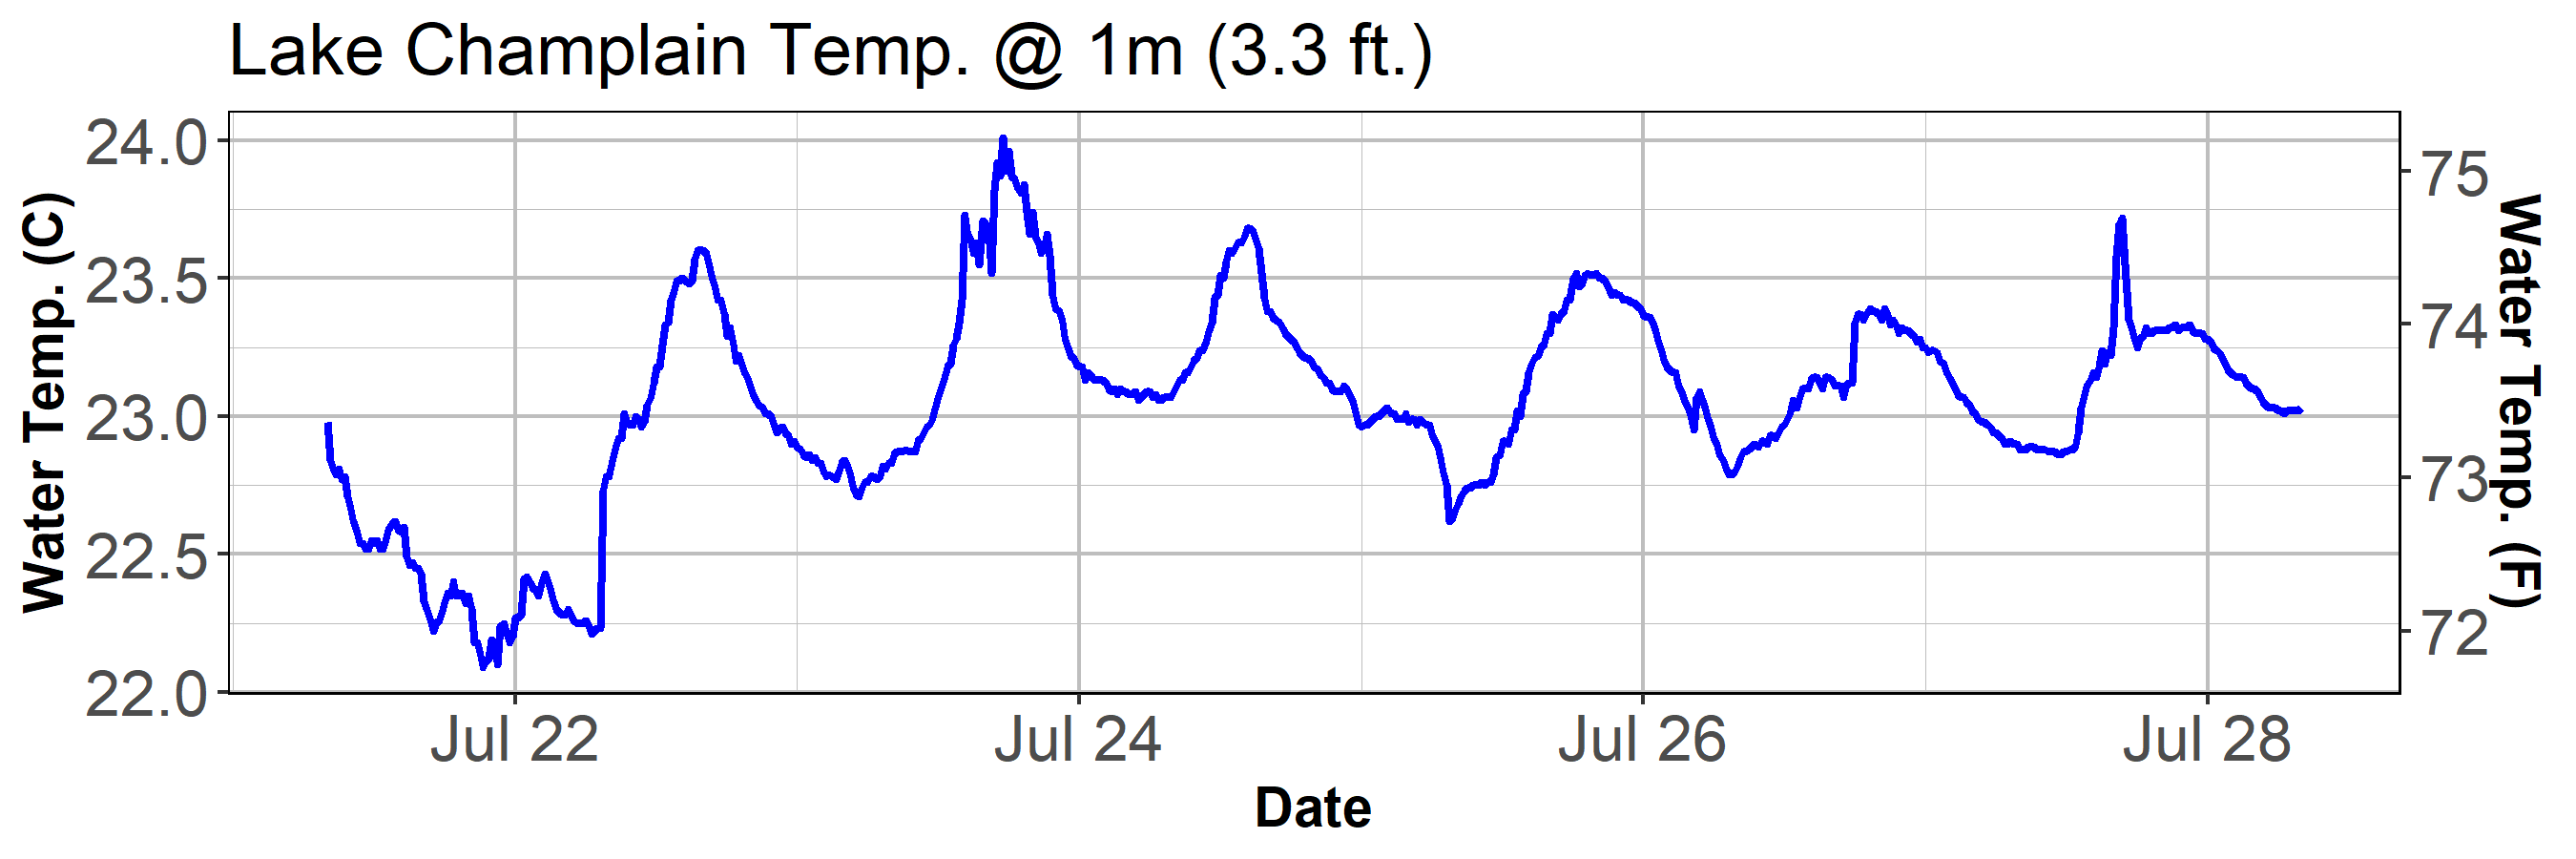 Lake Champlain Temp. @ 1m (3.3 ft.)
Water Temp. (C)
24.0
23.5
23.0
22.5
22.0
75
74
73
72
Water Temp. (F)
Jul 22 Jul 24 Jul 26 Jul 28
Date